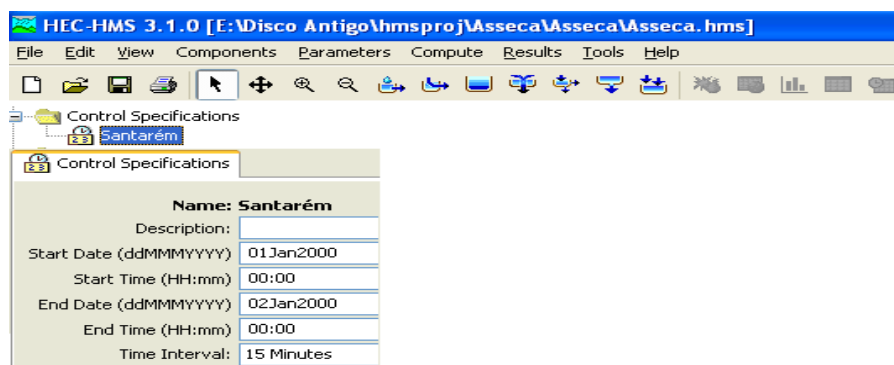 HEC-HMS 3.1.0 [E:\Disco Antigo\hmsproj\Asseca\Asseca\Asseca.hms]
File Edit View Components Parameters Compute Results Tools Help
Control Specifications
Santarém
Control Specifications
Name: Santarém
Description:
Start Date (ddMMMYYYY) 01Jan2000
Start Time (HH:mm) 00:00
End Date (ddMMMYYYY) 02Jan2000
End Time (HH:mm) 00:00
Time Interval: 15 Minutes